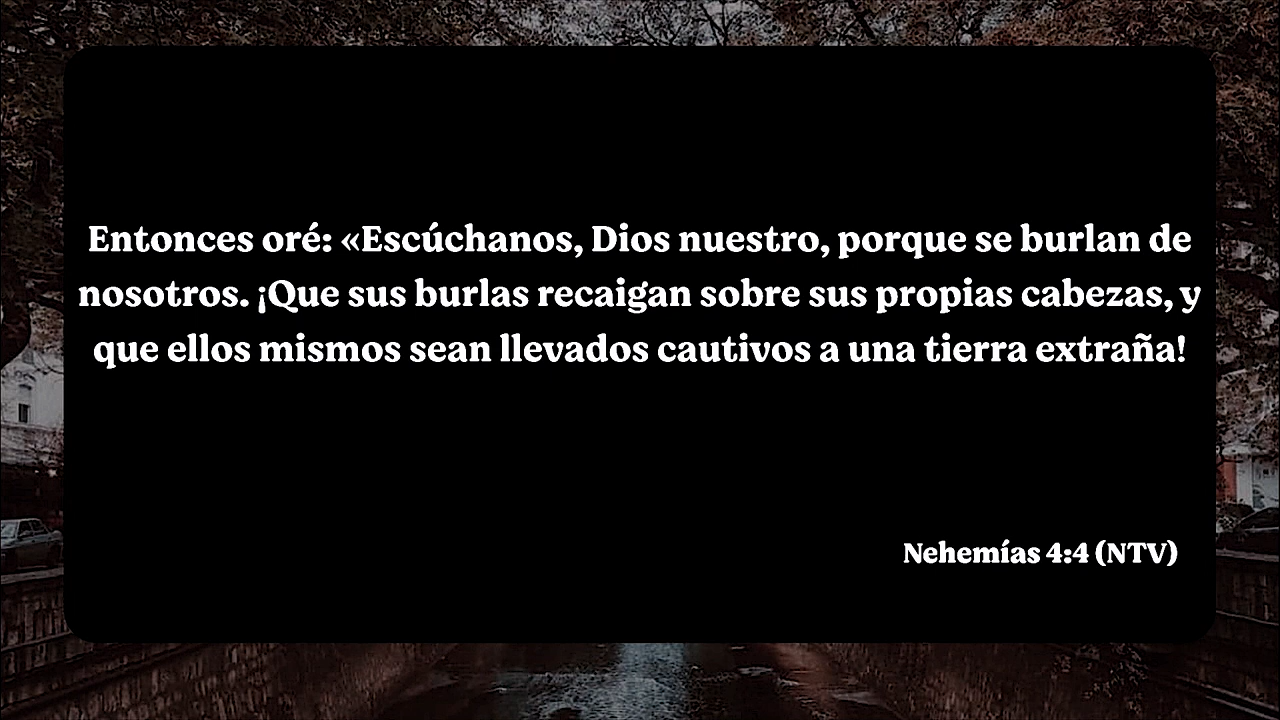 Entonces oré: «Escúchanos, Dios nuestro, porque se burlan de
nosotros. ¡Que sus burlas recaigan sobre sus propias cabezas, y
que ellos mismos sean llevados cautivos a una tierra extraña!
Nehemías 4:4 (NTV)